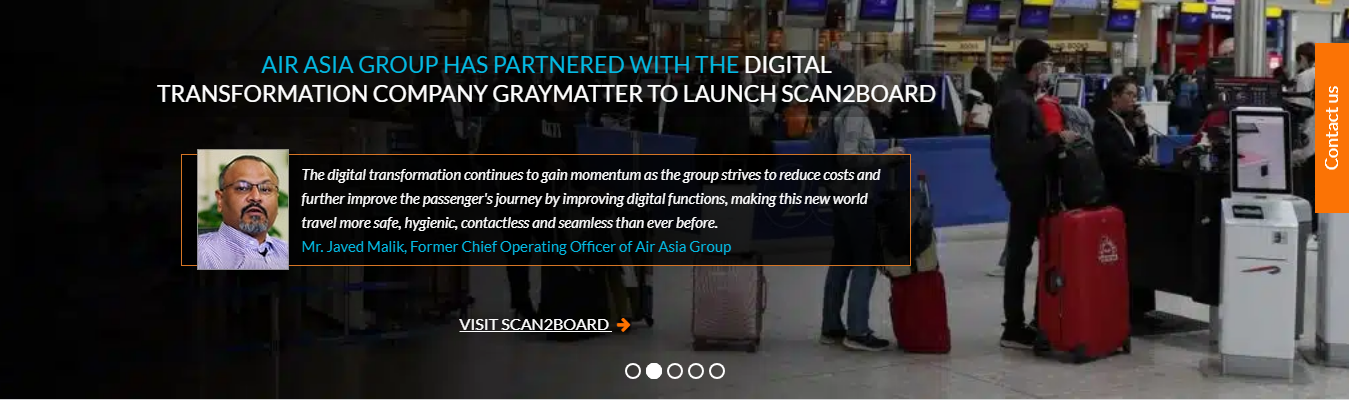 AIR ASIA GROUP HAS PARTNERED WITH THE DIGITAL
TRANSFORMATION COMPANY GRAYMATTER TO LAUNCH SCAN2BOARD
The digital transformation continues to gain momentum as the group strives to reduce costs and
further improve the passenger's journey by improving digital functions, making this new world
travel more safe, hygienic, contactless and seamless than ever before.
Mr. Javed Malik, Former Chief Operating Officer of Air Asia Group
VISIT SCAN2BOARD
Contact us